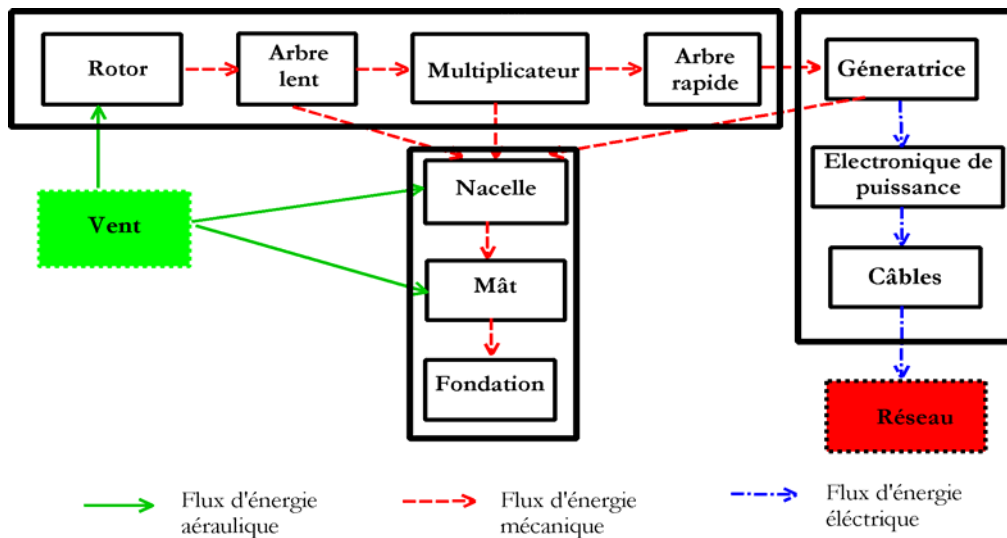 Rotor
Arbre
lent
Multiplicateur
Arbre
rapide
Géneratrice
Electronique de
puissance
Nacelle
Vent
Mât
Câbles
Fondation
Réseau
Flux d'énergie
aéraulique
Flux d'énergie
mécanique
Flux d'énergie
éléctrique